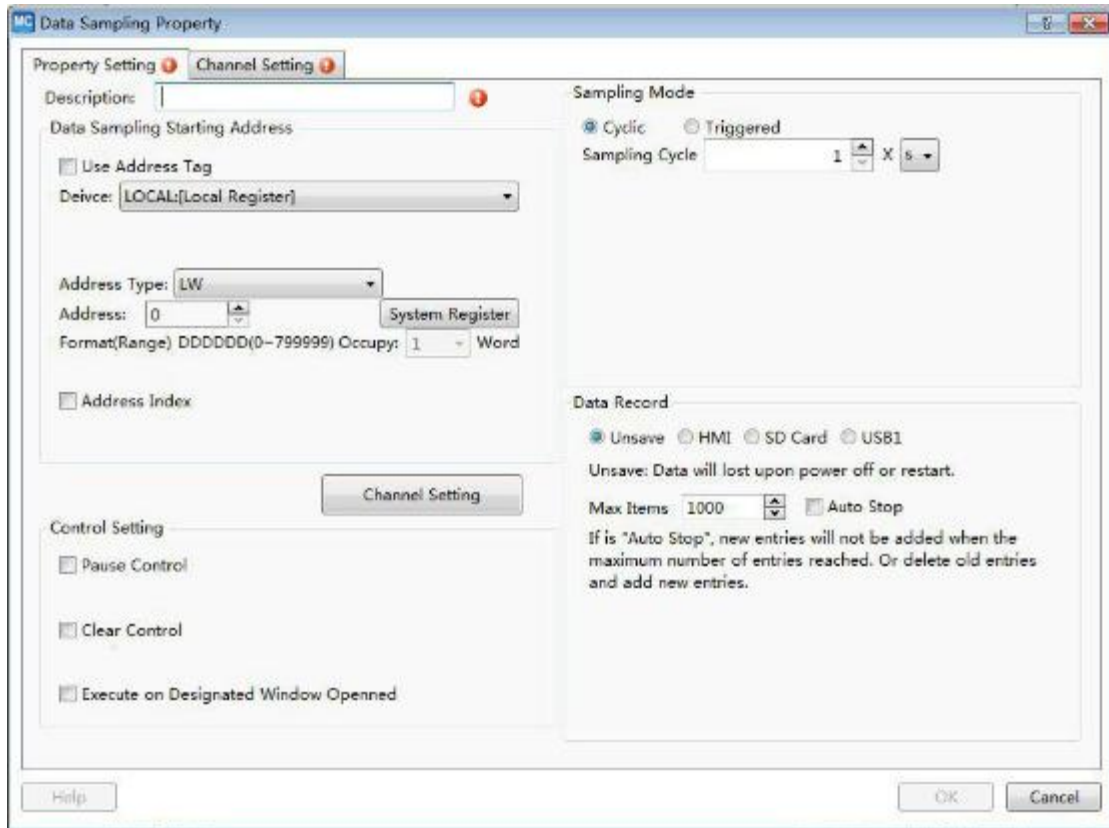 MC Data Sampling Property
Property Setting Channel Setting
Description:
Data Sampling Starting Address
Use Address Tag
Deivce: LOCAL:[Local Register]
Address Type: LW
Address: 0 System Register
Format(Range) DDDDDD(0~799999) Occupy: 1 Word
Address Index
Channel Setting
Control Setting
Pause Control
Clear Control
Execute on Designated Window Openned
Sampling Mode
Cyclic Triggered
Sampling Cycle 1 X s
Data Record
Unsave HMI SD Card USB1
Unsave: Data will lost upon power off or restart.
Max Items 1000 Auto Stop
If is "Auto Stop", new entries will not be added when the
maximum number of entries reached. Or delete old entries
and add new entries.
Help OK Cancel